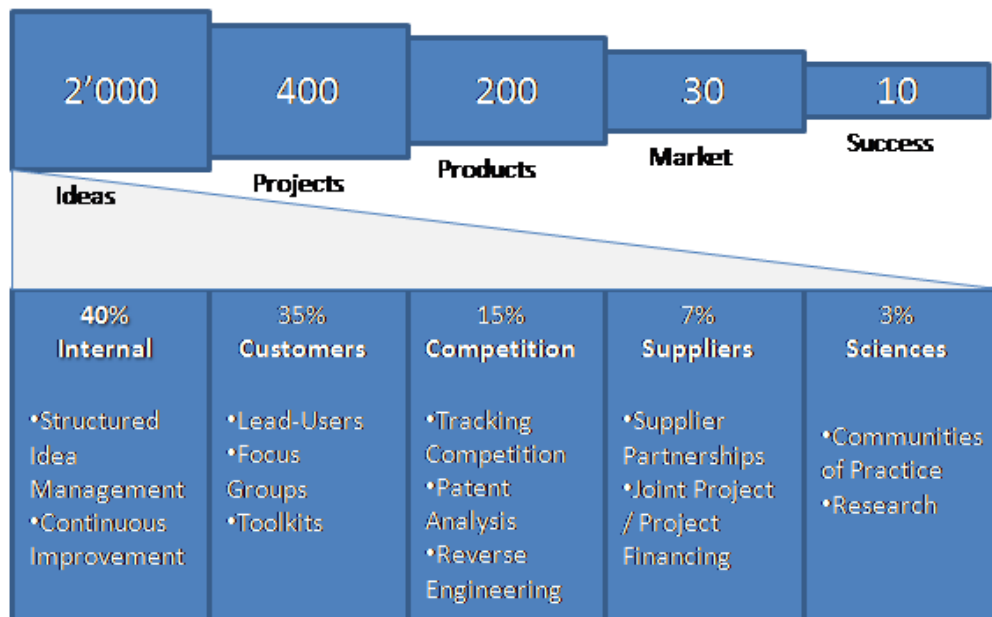 2’000
400
200
30
10
Ideas
Projects
Products
Market
Success
40%
Internal
•Structured
Idea
Management
•Continuous
Improvement
35%
Customers
•Lead-Users
•Focus
Groups
•Toolkits
15%
Competition
•Tracking
Competition
•Patent
Analysis
•Reverse
Engineering
7%
Suppliers
•Supplier
Partnerships
•Joint Project
/ Project
Financing
3%
Sciences
•Communities
of Practice
•Research